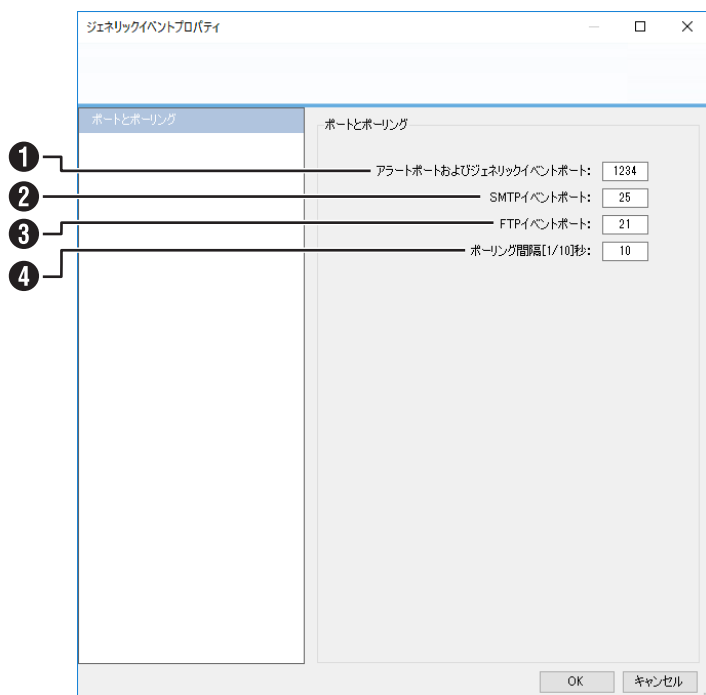 ジェネリックイベントプロパティ
ポートとポーリング
ポートとポーリング
❶
アラートポートおよびジェネリックイベントポート: 1234
❷
SMTPイベントポート: 25
❸
FTPイベントポート: 21
❹
ポーリング間隔[1/10]秒: 10
OK
キャンセル